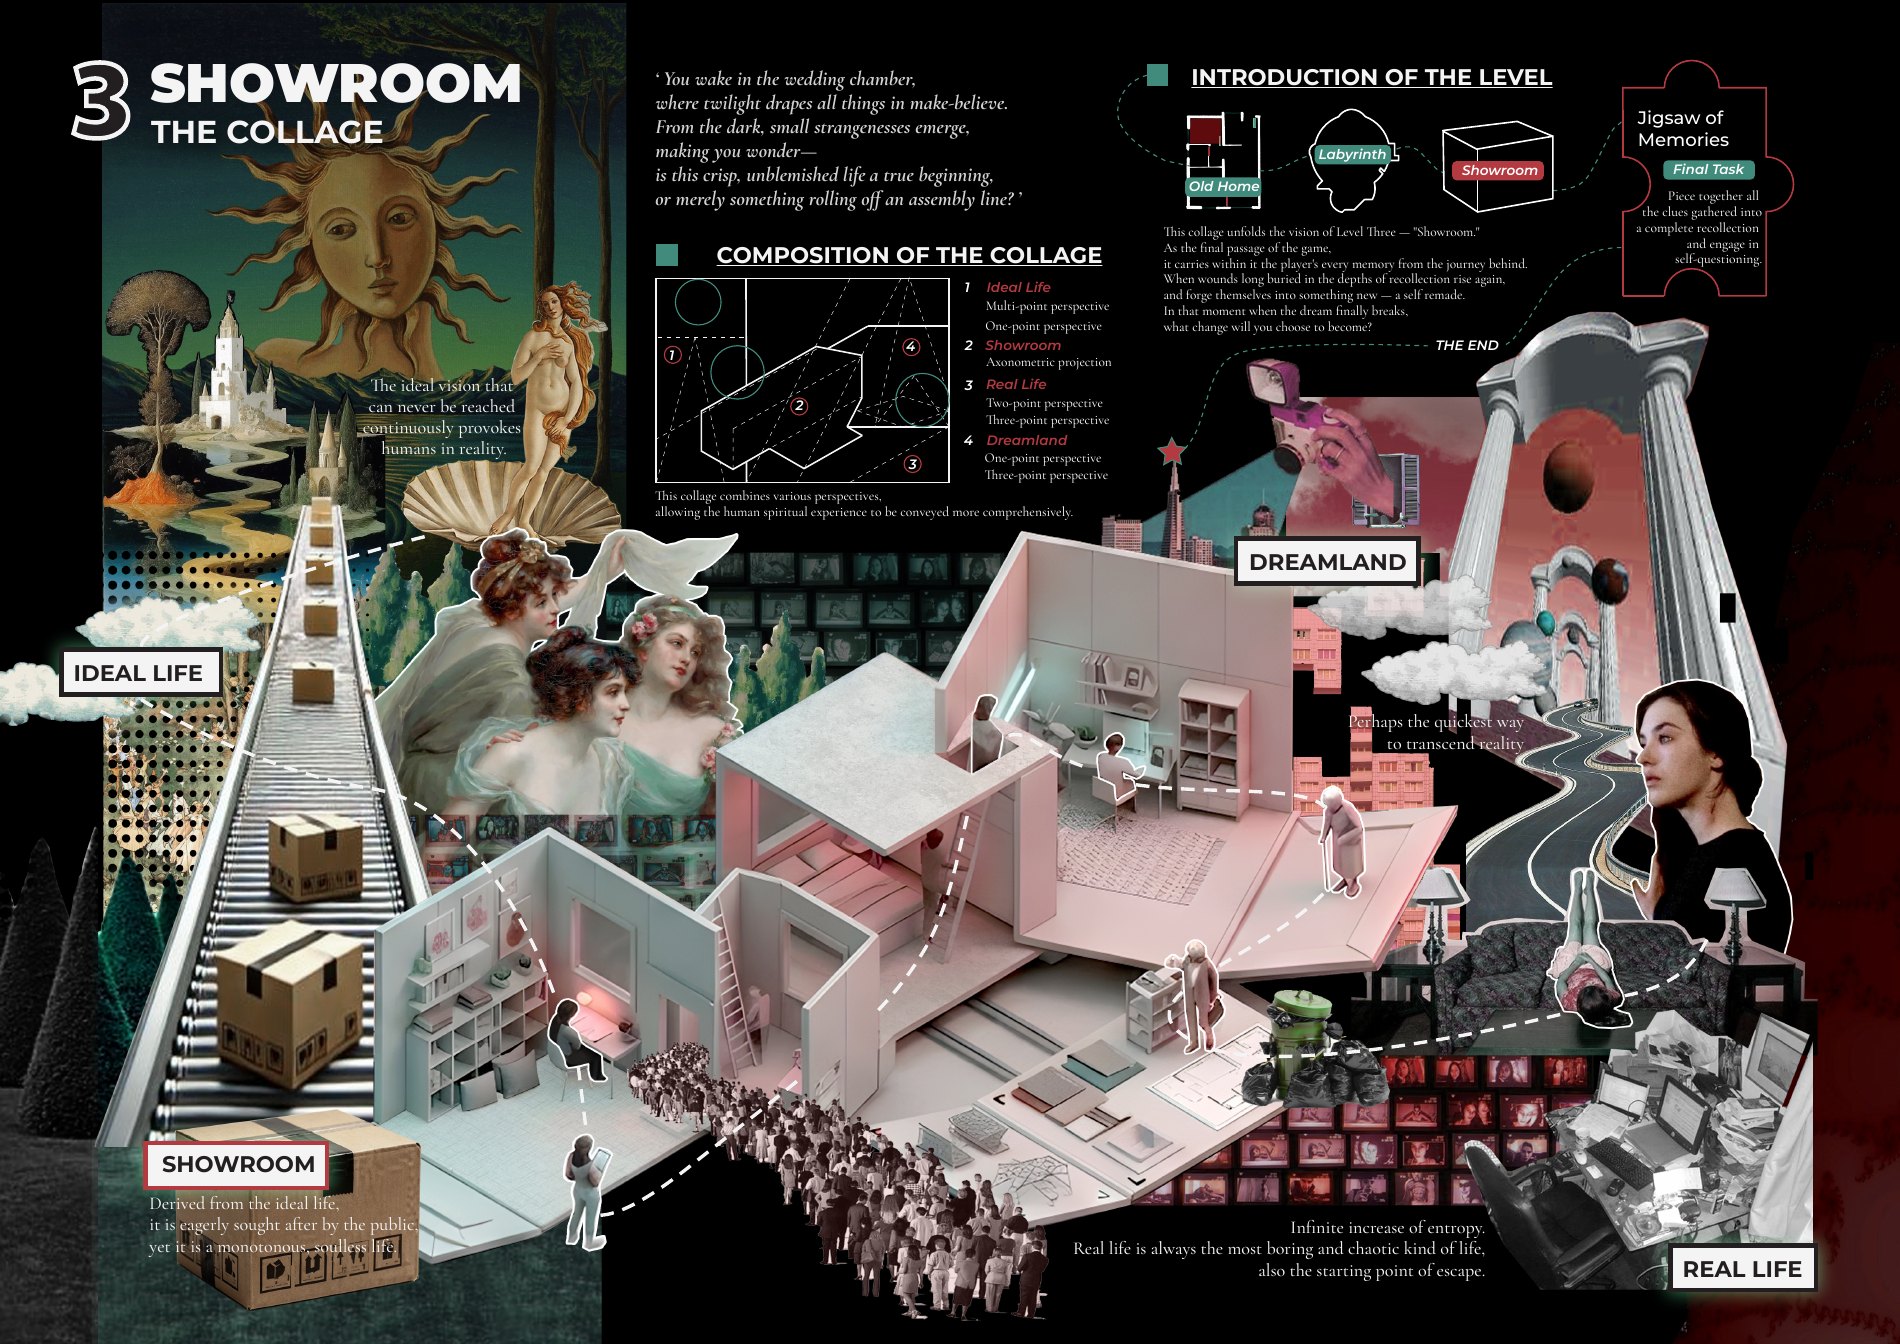 3 SHOWROOM
THE COLLAGE
‘ You wake in the wedding chamber,
where twilight drapes all things in make-believe.
From the dark, small strangenesses emerge,
making you wonder—
is this crisp, unblemished life a true beginning,
or merely something rolling off an assembly line? ’
COMPOSITION OF THE COLLAGE
1
2
3
4
1 Ideal Life
Multi-point perspective
One-point perspective
2 Showroom
Axonometric projection
3 Real Life
Two-point perspective
Three-point perspective
4 Dreamland
One-point perspective
Three-point perspective
This collage combines various perspectives,
allowing the human spiritual experience to be conveyed more comprehensively.
INTRODUCTION OF THE LEVEL
Old Home
Labyrinth
Showroom
This collage unfolds the vision of Level Three — "Showroom."
As the final passage of the game,
it carries within it the player's every memory from the journey behind.
When wounds long buried in the depths of recollection rise again,
and forge themselves into something new — a self remade.
In that moment when the dream finally breaks,
what change will you choose to become?
THE END
Jigsaw of
Memories
Final Task
Piece together all
the clues gathered into
a complete recollection
and engage in
self-questioning.
The ideal vision that
can never be reached
continuously provokes
humans in reality.
IDEAL LIFE
DREAMLAND
Perhaps the quickest way
to transcend reality
SHOWROOM
Derived from the ideal life,
it is eagerly sought after by the public,
yet it is a monotonous, soulless life.
Infinite increase of entropy.
Real life is always the most boring and chaotic kind of life,
also the starting point of escape.
REAL LIFE